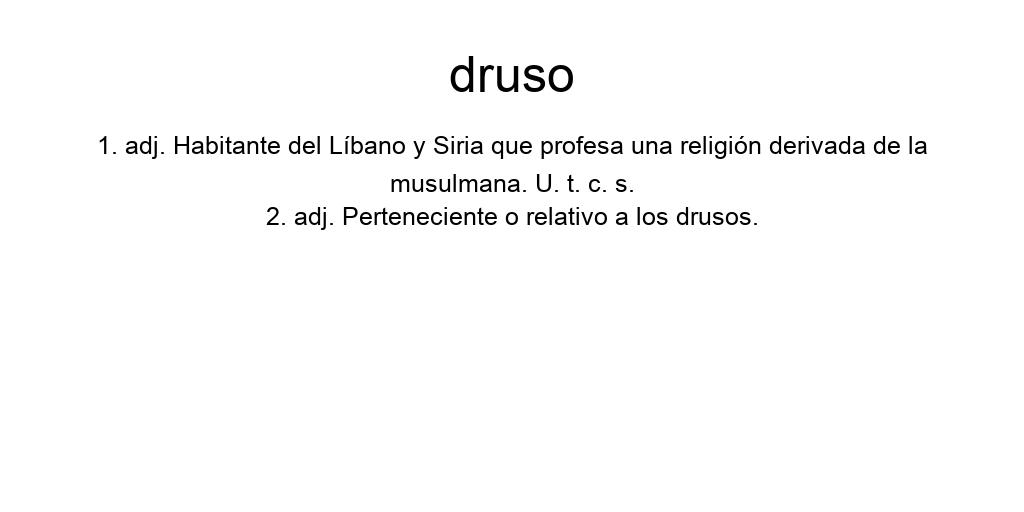 druso
1. adj. Habitante del Líbano y Siria que profesa una religión derivada de la
musulmana. U. t. c. s.
2. adj. Perteneciente o relativo a los drusos.